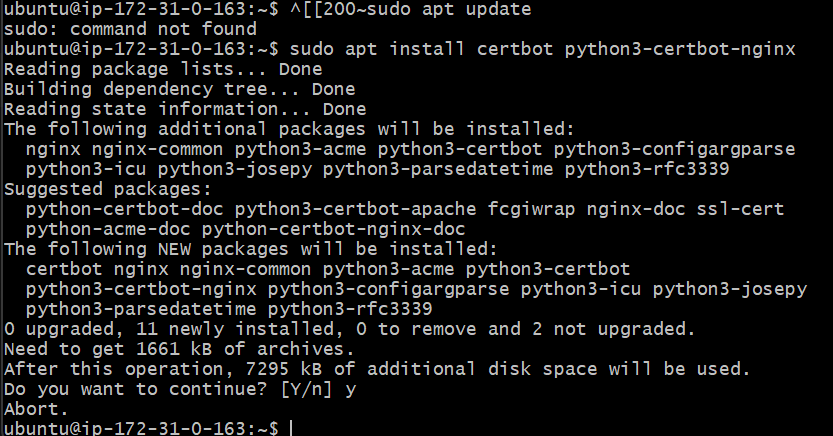 ubuntu@ip-172-31-0-163:~$ ^[[200~sudo apt update
sudo: command not found
ubuntu@ip-172-31-0-163:~$ sudo apt install certbot python3-certbot-nginx
Reading package lists... Done
Building dependency tree... Done
Reading state information... Done
The following additional packages will be installed:
  nginx nginx-common python3-acme python3-certbot python3-configargparse
  python3-icu python3-josepy python3-parsedatetime python3-rfc3339
Suggested packages:
  python-certbot-doc python3-certbot-apache fcgiwrap nginx-doc ssl-cert
  python-acme-doc python-certbot-nginx-doc
The following NEW packages will be installed:
  certbot nginx nginx-common python3-acme python3-certbot
  python3-certbot-nginx python3-configargparse python3-icu python3-josepy
  python3-parsedatetime python3-rfc3339
0 upgraded, 11 newly installed, 0 to remove and 2 not upgraded.
Need to get 1661 kB of archives.
After this operation, 7295 kB of additional disk space will be used.
Do you want to continue? [Y/n] y
Abort.
ubuntu@ip-172-31-0-163:~$